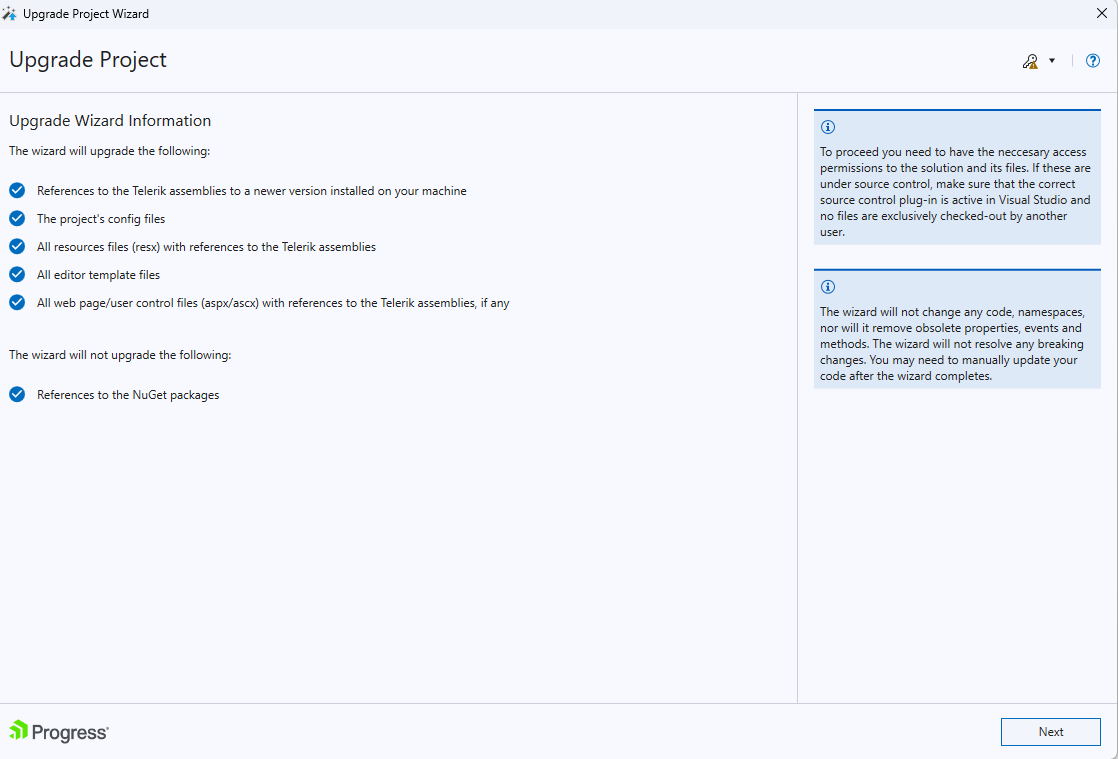 Upgrade Project Wizard
Upgrade Project
Upgrade Wizard Information
The wizard will upgrade the following:
References to the Telerik assemblies to a newer version installed on your machine
The project's config files
All resources files (resx) with references to the Telerik assemblies
All editor template files
All web page/user control files (aspx/ascx) with references to the Telerik assemblies, if any
The wizard will not upgrade the following:
References to the NuGet packages
To proceed you need to have the neccesary access
permissions to the solution and its files. If these are
under source control, make sure that the correct
source control plug-in is active in Visual Studio and
no files are exclusively checked-out by another
user.
The wizard will not change any code, namespaces,
nor will it remove obsolete properties, events and
methods. The wizard will not resolve any breaking
changes. You may need to manually update your
code after the wizard completes.
Progress
Next